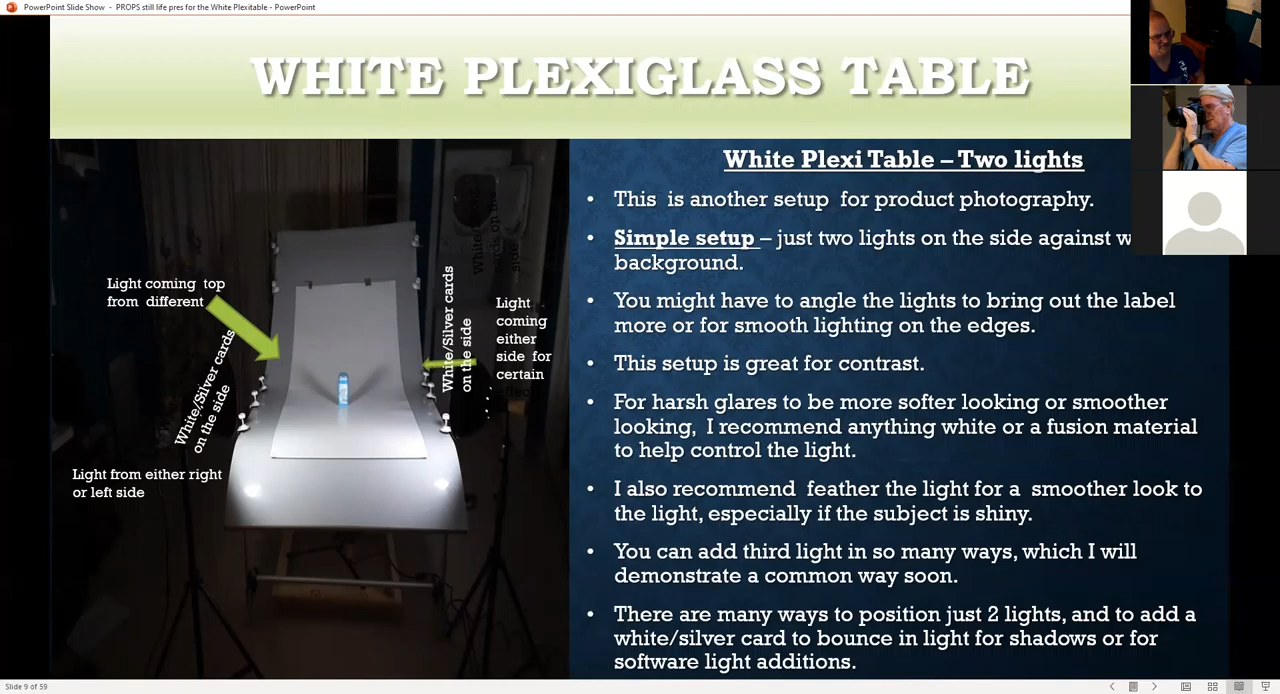 PowerPoint Slide Show - PROPS still life pres for the White Plexitable - PowerPoint
WHITE PLEXIGLASS TABLE
Light coming top
from different
White/Silver cards
on the side
Light from either right
or left side
White/Silver cards
on the side
Light
coming
either
side for
certain
White Plexi Table – Two lights
• This is another setup for product photography.
• Simple setup – just two lights on the side against w
background.
• You might have to angle the lights to bring out the label
more or for smooth lighting on the edges.
• This setup is great for contrast.
• For harsh glares to be more softer looking or smoother
looking, I recommend anything white or a fusion material
to help control the light.
• I also recommend feather the light for a smoother look to
the light, especially if the subject is shiny.
• You can add third light in so many ways, which I will
demonstrate a common way soon.
• There are many ways to position just 2 lights, and to add a
white/silver card to bounce in light for shadows or for
software light additions.
Slide 9 of 59